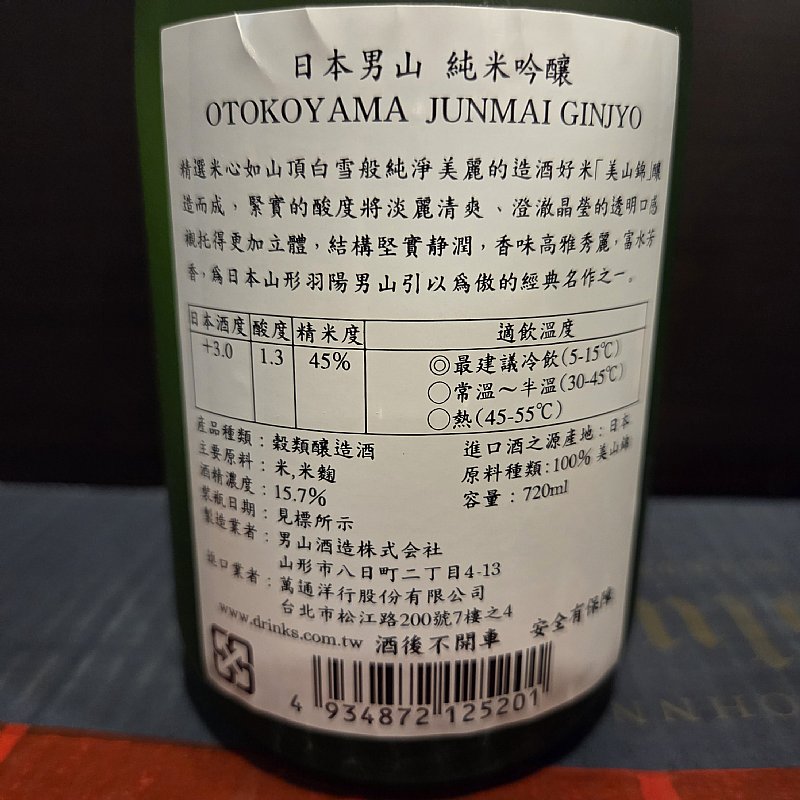 日本男山 純米吟釀
OTOKOYAMA JUNMAI GINJYO
精選米心如山頂白雪般純淨美麗的造酒好米「美山錦」釀
造而成，緊實的酸度將淡麗清爽、澄澈晶瑩的透明口感
襯托得更加立體，結構堅實静潤，香味高雅秀麗，富水芳
香，為日本山形羽陽男山引以為傲的經典名作之一。
日本酒度 酸度 精米度 適飲溫度
+3.0 1.3 45% ◎最建議冷飲(5-15℃)
○常溫～半溫(30-45℃)
○熱(45-55℃)
產品種類：穀類釀造酒
主要原料：米,米麴
酒精濃度：15.7%
裝瓶日期：見標所示
製造業者：男山酒造株式会社
山形市八日町二丁目4-13
進口業者：萬通洋行股份有限公司
台北市松江路200號7樓之4
進口酒之源產地：日本
原料種類:100% 美山錦
容量：720ml
www.drinks.com.tw 酒後不開車 安全有保障
4 934872 125201
OHNN